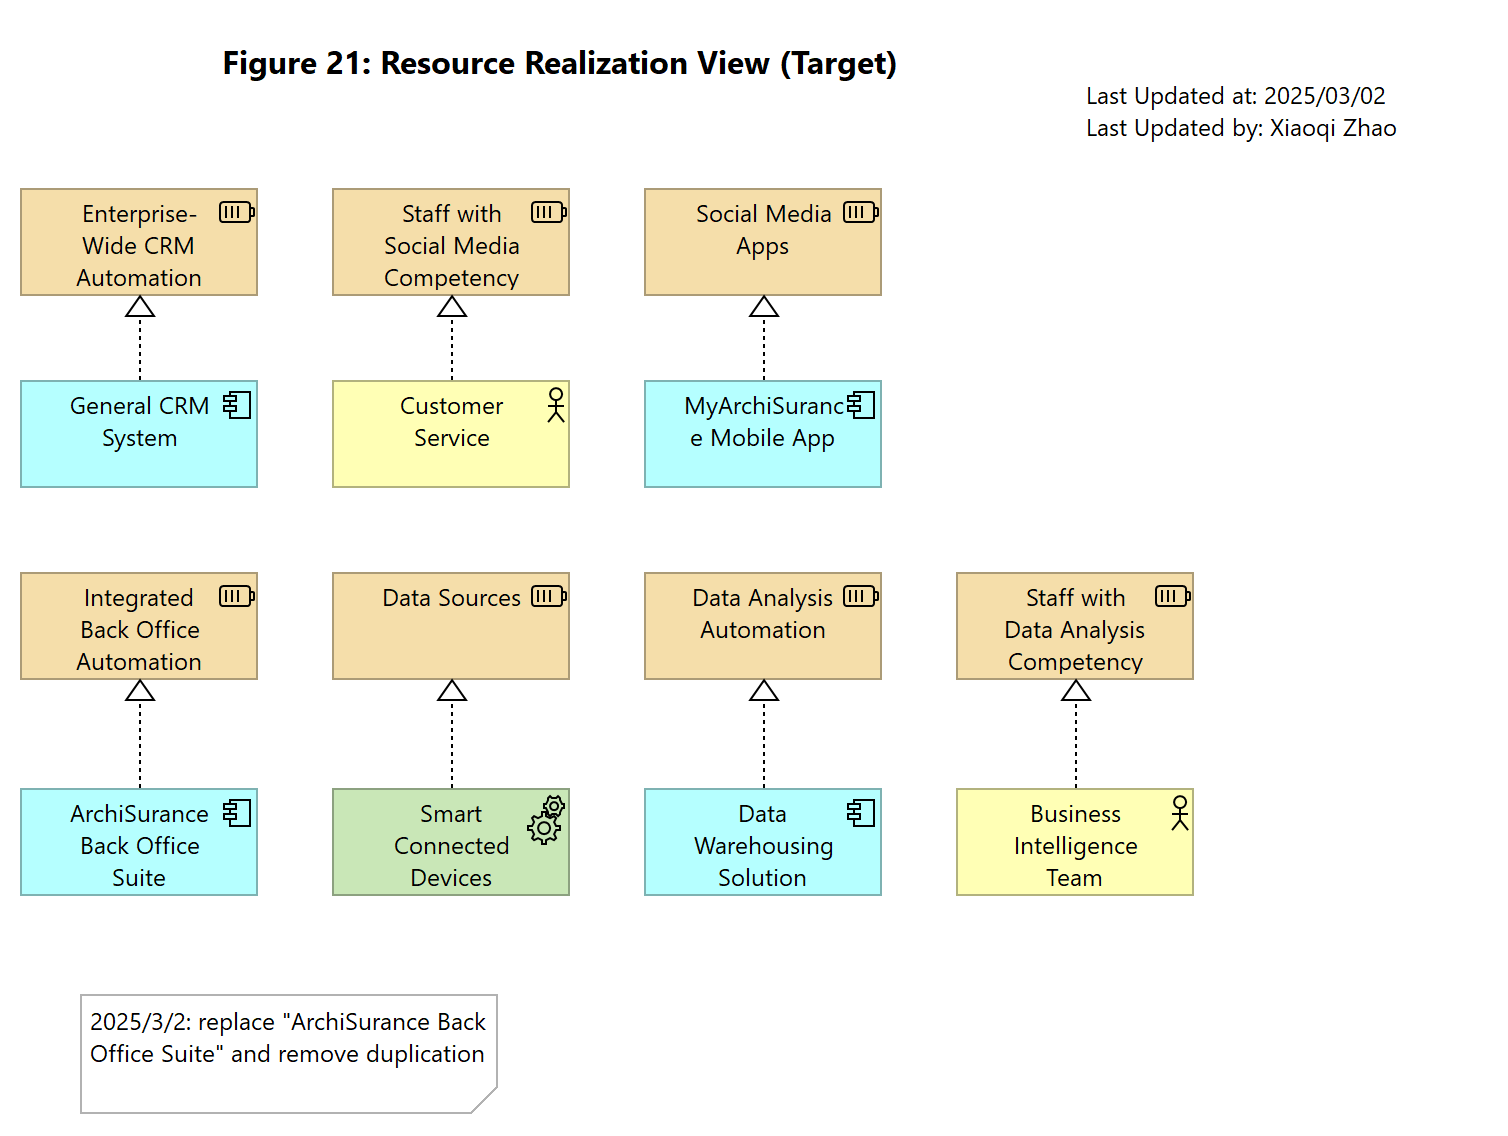 Figure 21: Resource Realization View (Target)
Last Updated at: 2025/03/02
Last Updated by: Xiaoqi Zhao
Enterprise-
Wide CRM
Automation
Staff with
Social Media
Competency
Social Media
Apps
General CRM
System
Customer
Service
MyArchiSuranc
e Mobile App
Integrated
Back Office
Automation
Data Sources
Data Analysis
Automation
Staff with
Data Analysis
Competency
ArchiSurance
Back Office
Suite
Smart
Connected
Devices
Data
Warehousing
Solution
Business
Intelligence
Team
2025/3/2: replace "ArchiSurance Back
Office Suite" and remove duplication